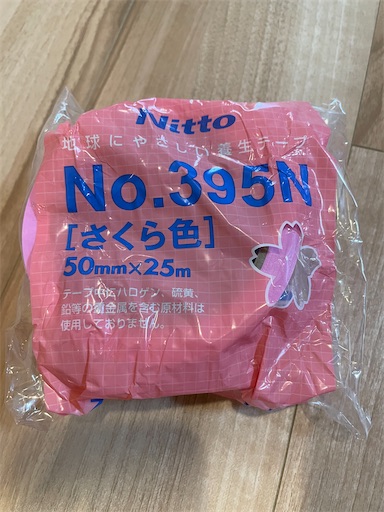 Nitto
地球にやさしい養生テープ
No.395N
[さくら色]
50mm×25m
テープ中にハロゲン、硫黄、
鉛等の重金属を含む原材料は
使用しておりません。